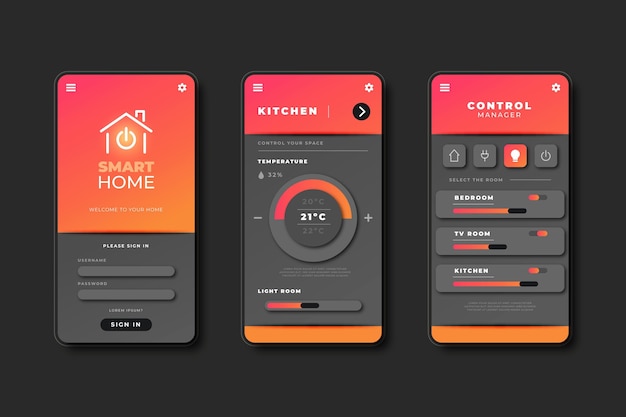 SMART
HOME
WELCOME TO YOUR HOME
PLEASE SIGN IN
USERNAME
PASSWORD
LOREM IPSUM?
SIGN IN
KITCHEN
CONTROL YOUR SPACE
TEMPERATURE
32%
20°C
21°C
22°C
LIGHT ROOM
CONTROL
MANAGER
SELECT THE ROOM
BEDROOM
TV ROOM
KITCHEN